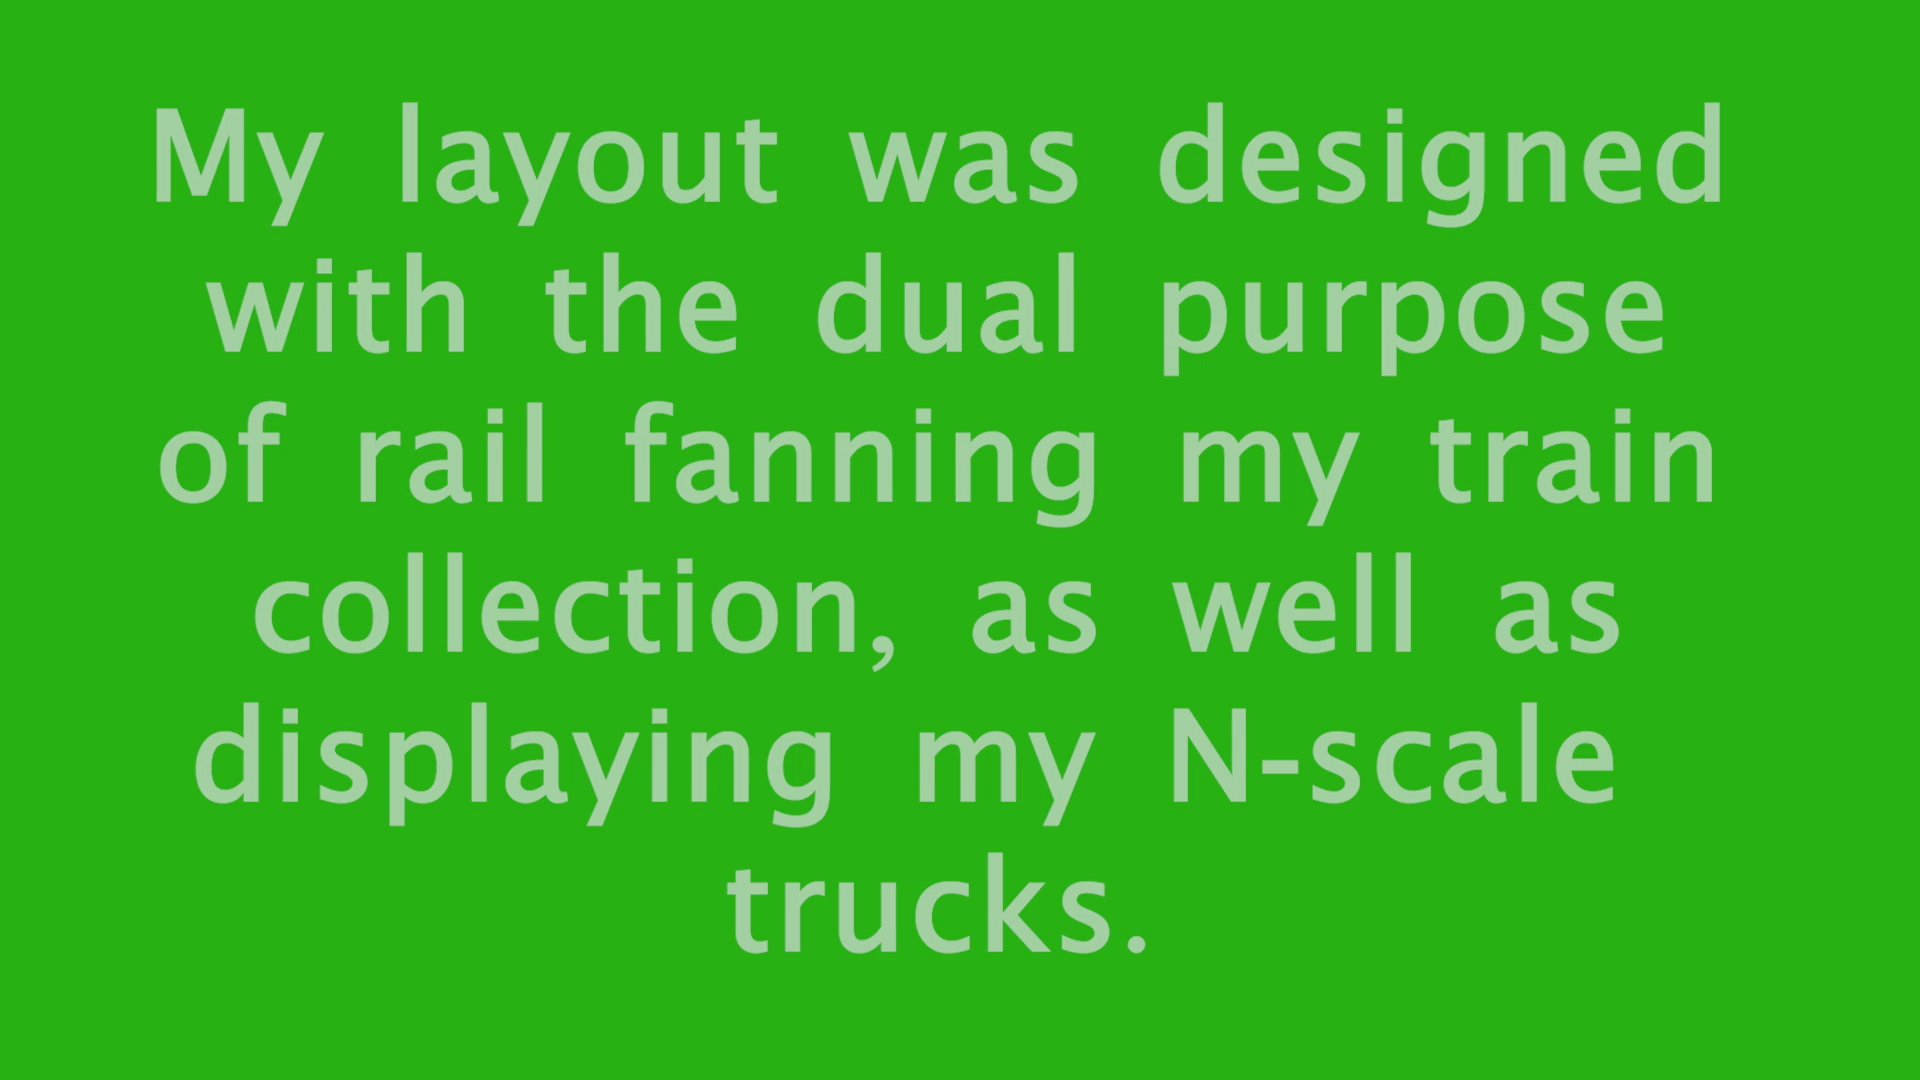 My layout was designed
with the dual purpose
of rail fanning my train
collection, as well as
displaying my N-scale
trucks.